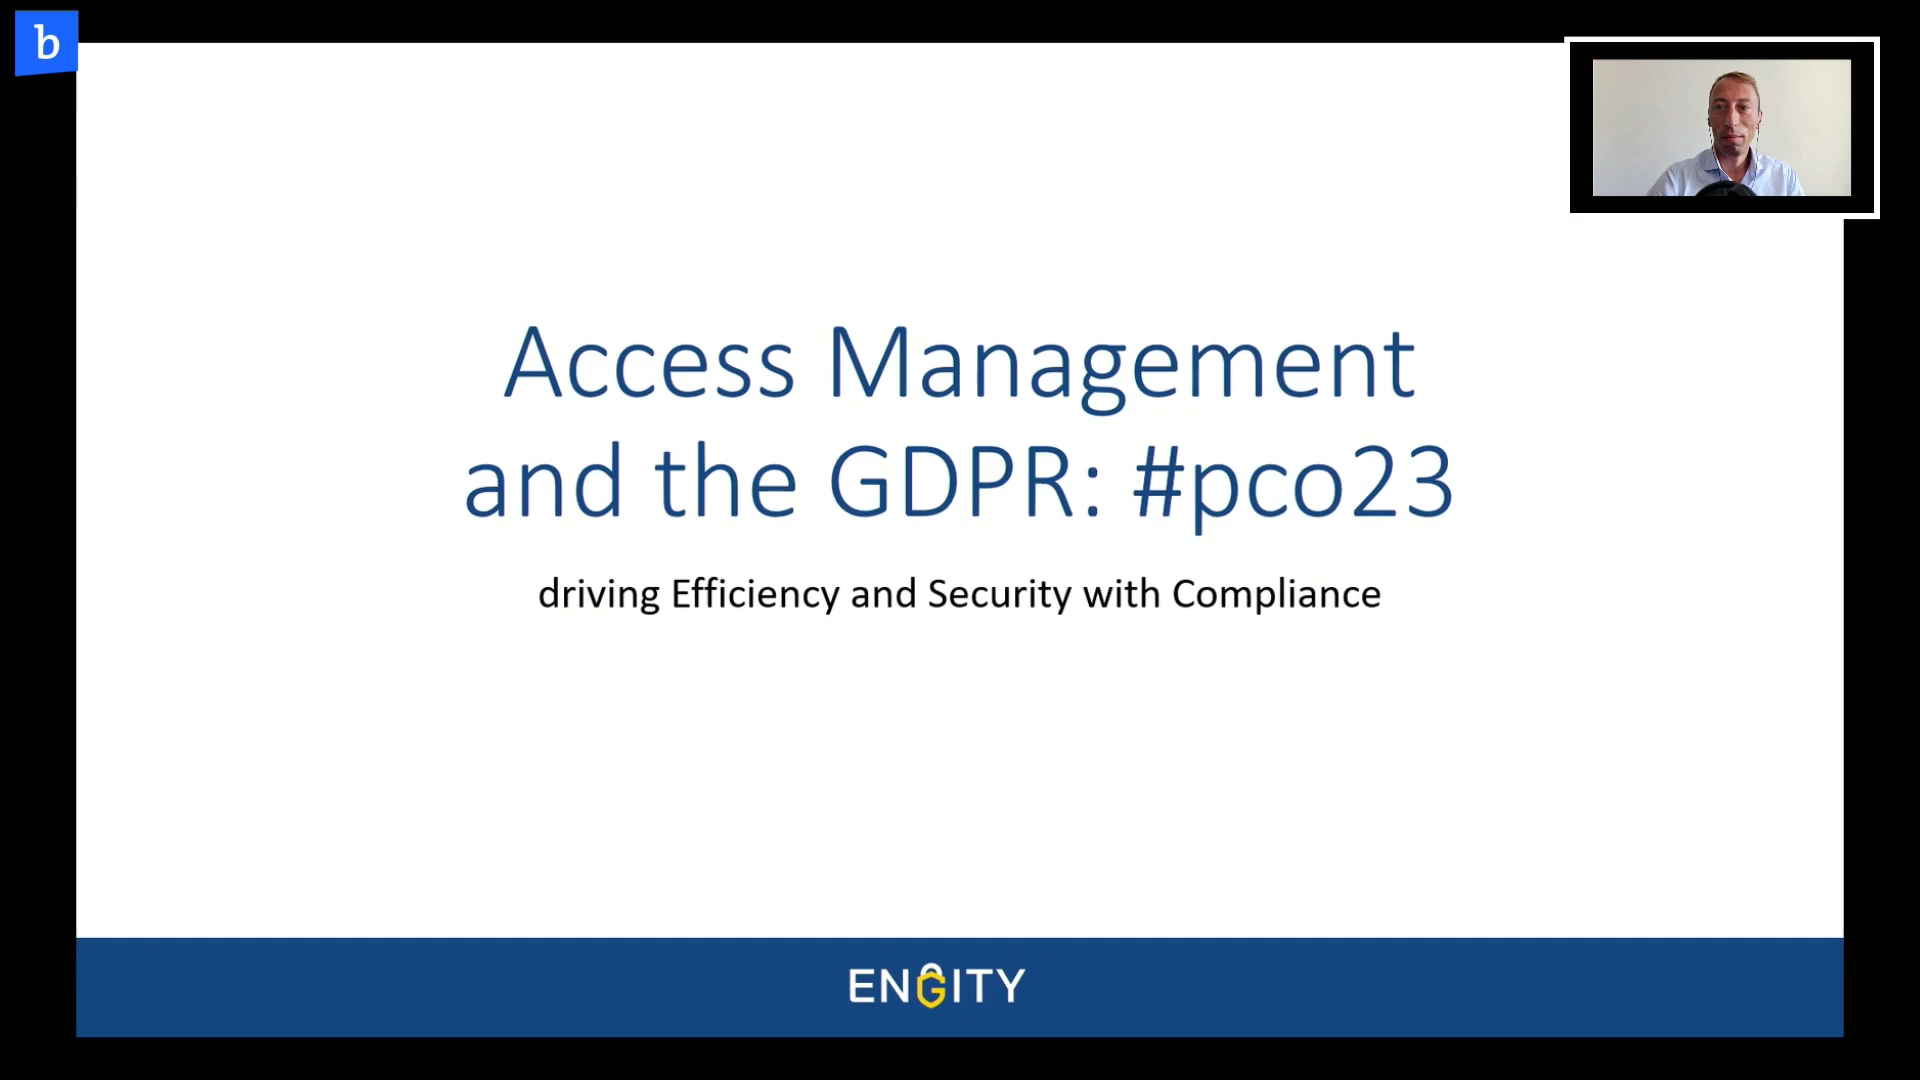 b
Access Management
and the GDPR: #pco23
driving Efficiency and Security with Compliance
ENGITY